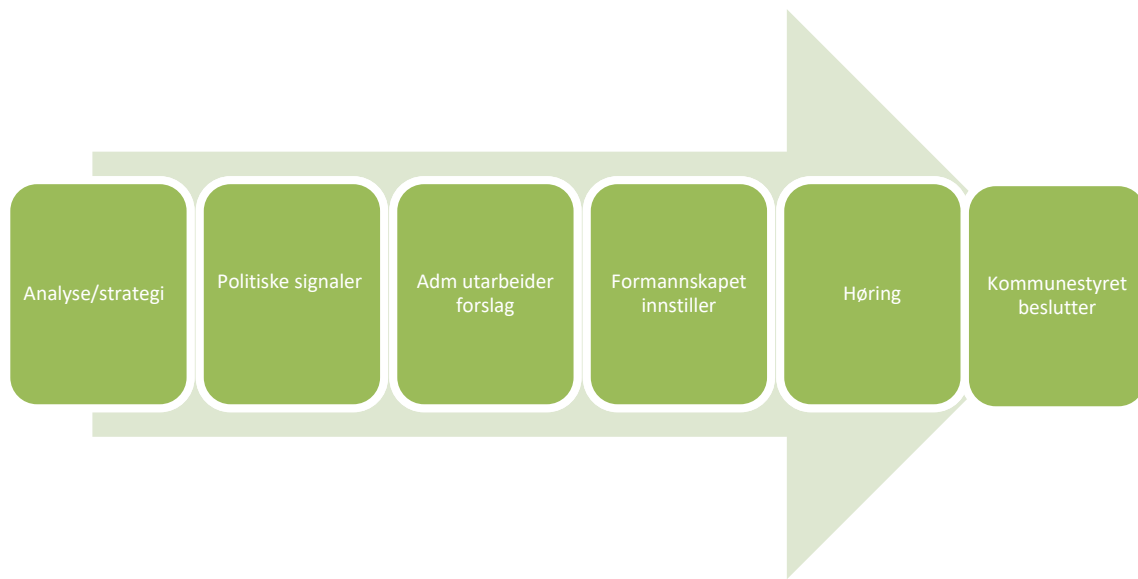 Analyse/strategi
Politiske signaler
Adm utarbeider
forslag
Formannskapet
innstiller
Høring
Kommunestyret
beslutter